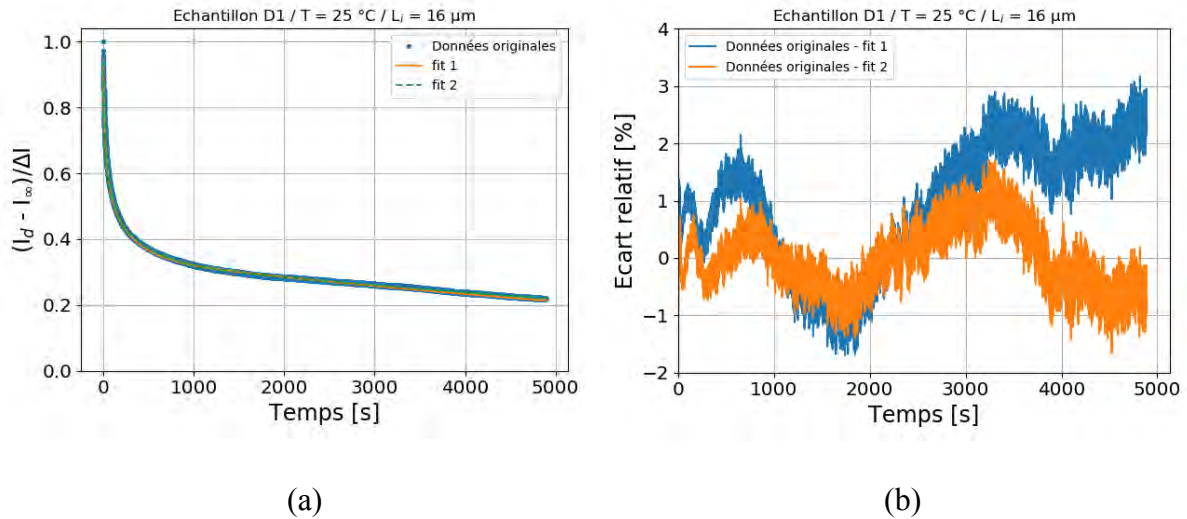 Echantillon D1 / T = 25 °C / Lᵢ = 16 µm
(I_d - I_∞)/ΔI
1.0
0.8
0.6
0.4
0.2
0.0
Données originales
fit 1
fit 2
0 1000 2000 3000 4000 5000
Temps [s]
(a)
Echantillon D1 / T = 25 °C / Lᵢ = 16 µm
Ecart relatif [%]
4
3
2
1
0
−1
−2
Données originales - fit 1
Données originales - fit 2
0 1000 2000 3000 4000 5000
Temps [s]
(b)